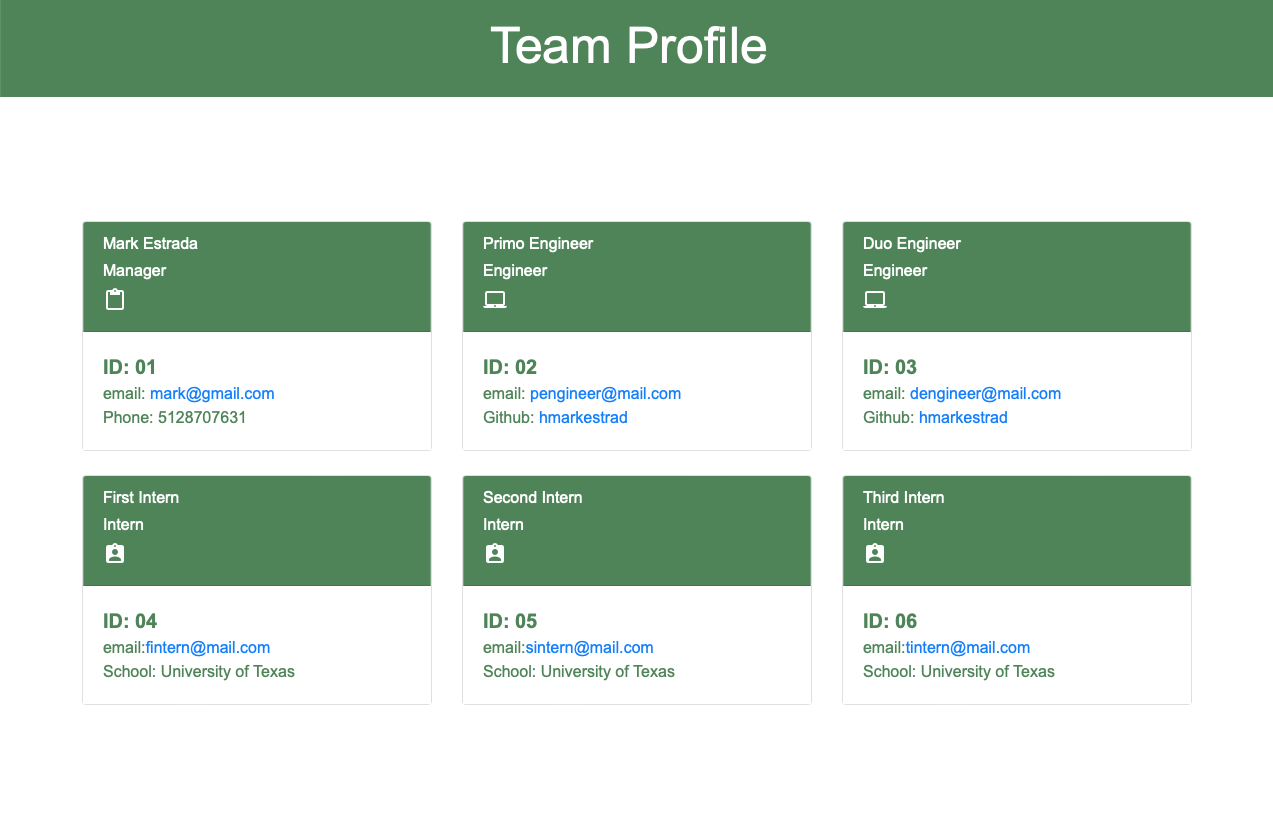 Team Profile
Mark Estrada
Manager
ID: 01
email: mark@gmail.com
Phone: 5128707631
Primo Engineer
Engineer
ID: 02
email: pengineer@mail.com
Github: hmarkestrad
Duo Engineer
Engineer
ID: 03
email: dengineer@mail.com
Github: hmarkestrad
First Intern
Intern
ID: 04
email:fintern@mail.com
School: University of Texas
Second Intern
Intern
ID: 05
email:sintern@mail.com
School: University of Texas
Third Intern
Intern
ID: 06
email:tintern@mail.com
School: University of Texas